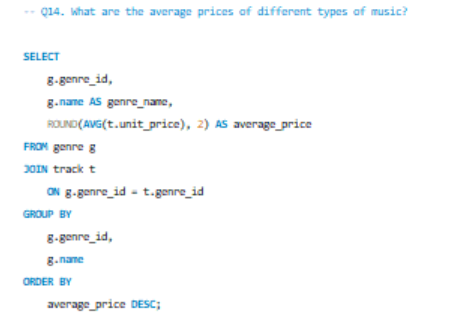 -- Q14. What are the average prices of different types of music?
SELECT
g.genre_id,
g.name AS genre_name,
ROUND(AVG(t.unit_price), 2) AS average_price
FROM genre g
JOIN track t
ON g.genre_id = t.genre_id
GROUP BY
g.genre_id,
g.name
ORDER BY
average_price DESC;